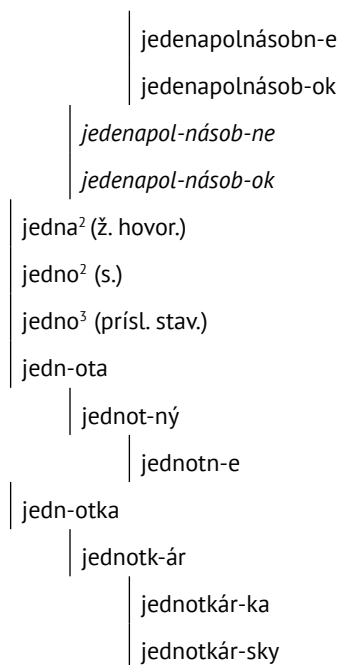 jedenapolnásobn-e
jedenapolnásob-ok
jedenapol-násob-ne
jedenapol-násob-ok
jedna² (ž. hovor.)
jedno² (s.)
jedno³ (prísl. stav.)
jedn-ota
jednot-ný
jednotn-e
jedn-otka
jednotk-ár
jednotkár-ka
jednotkár-sky